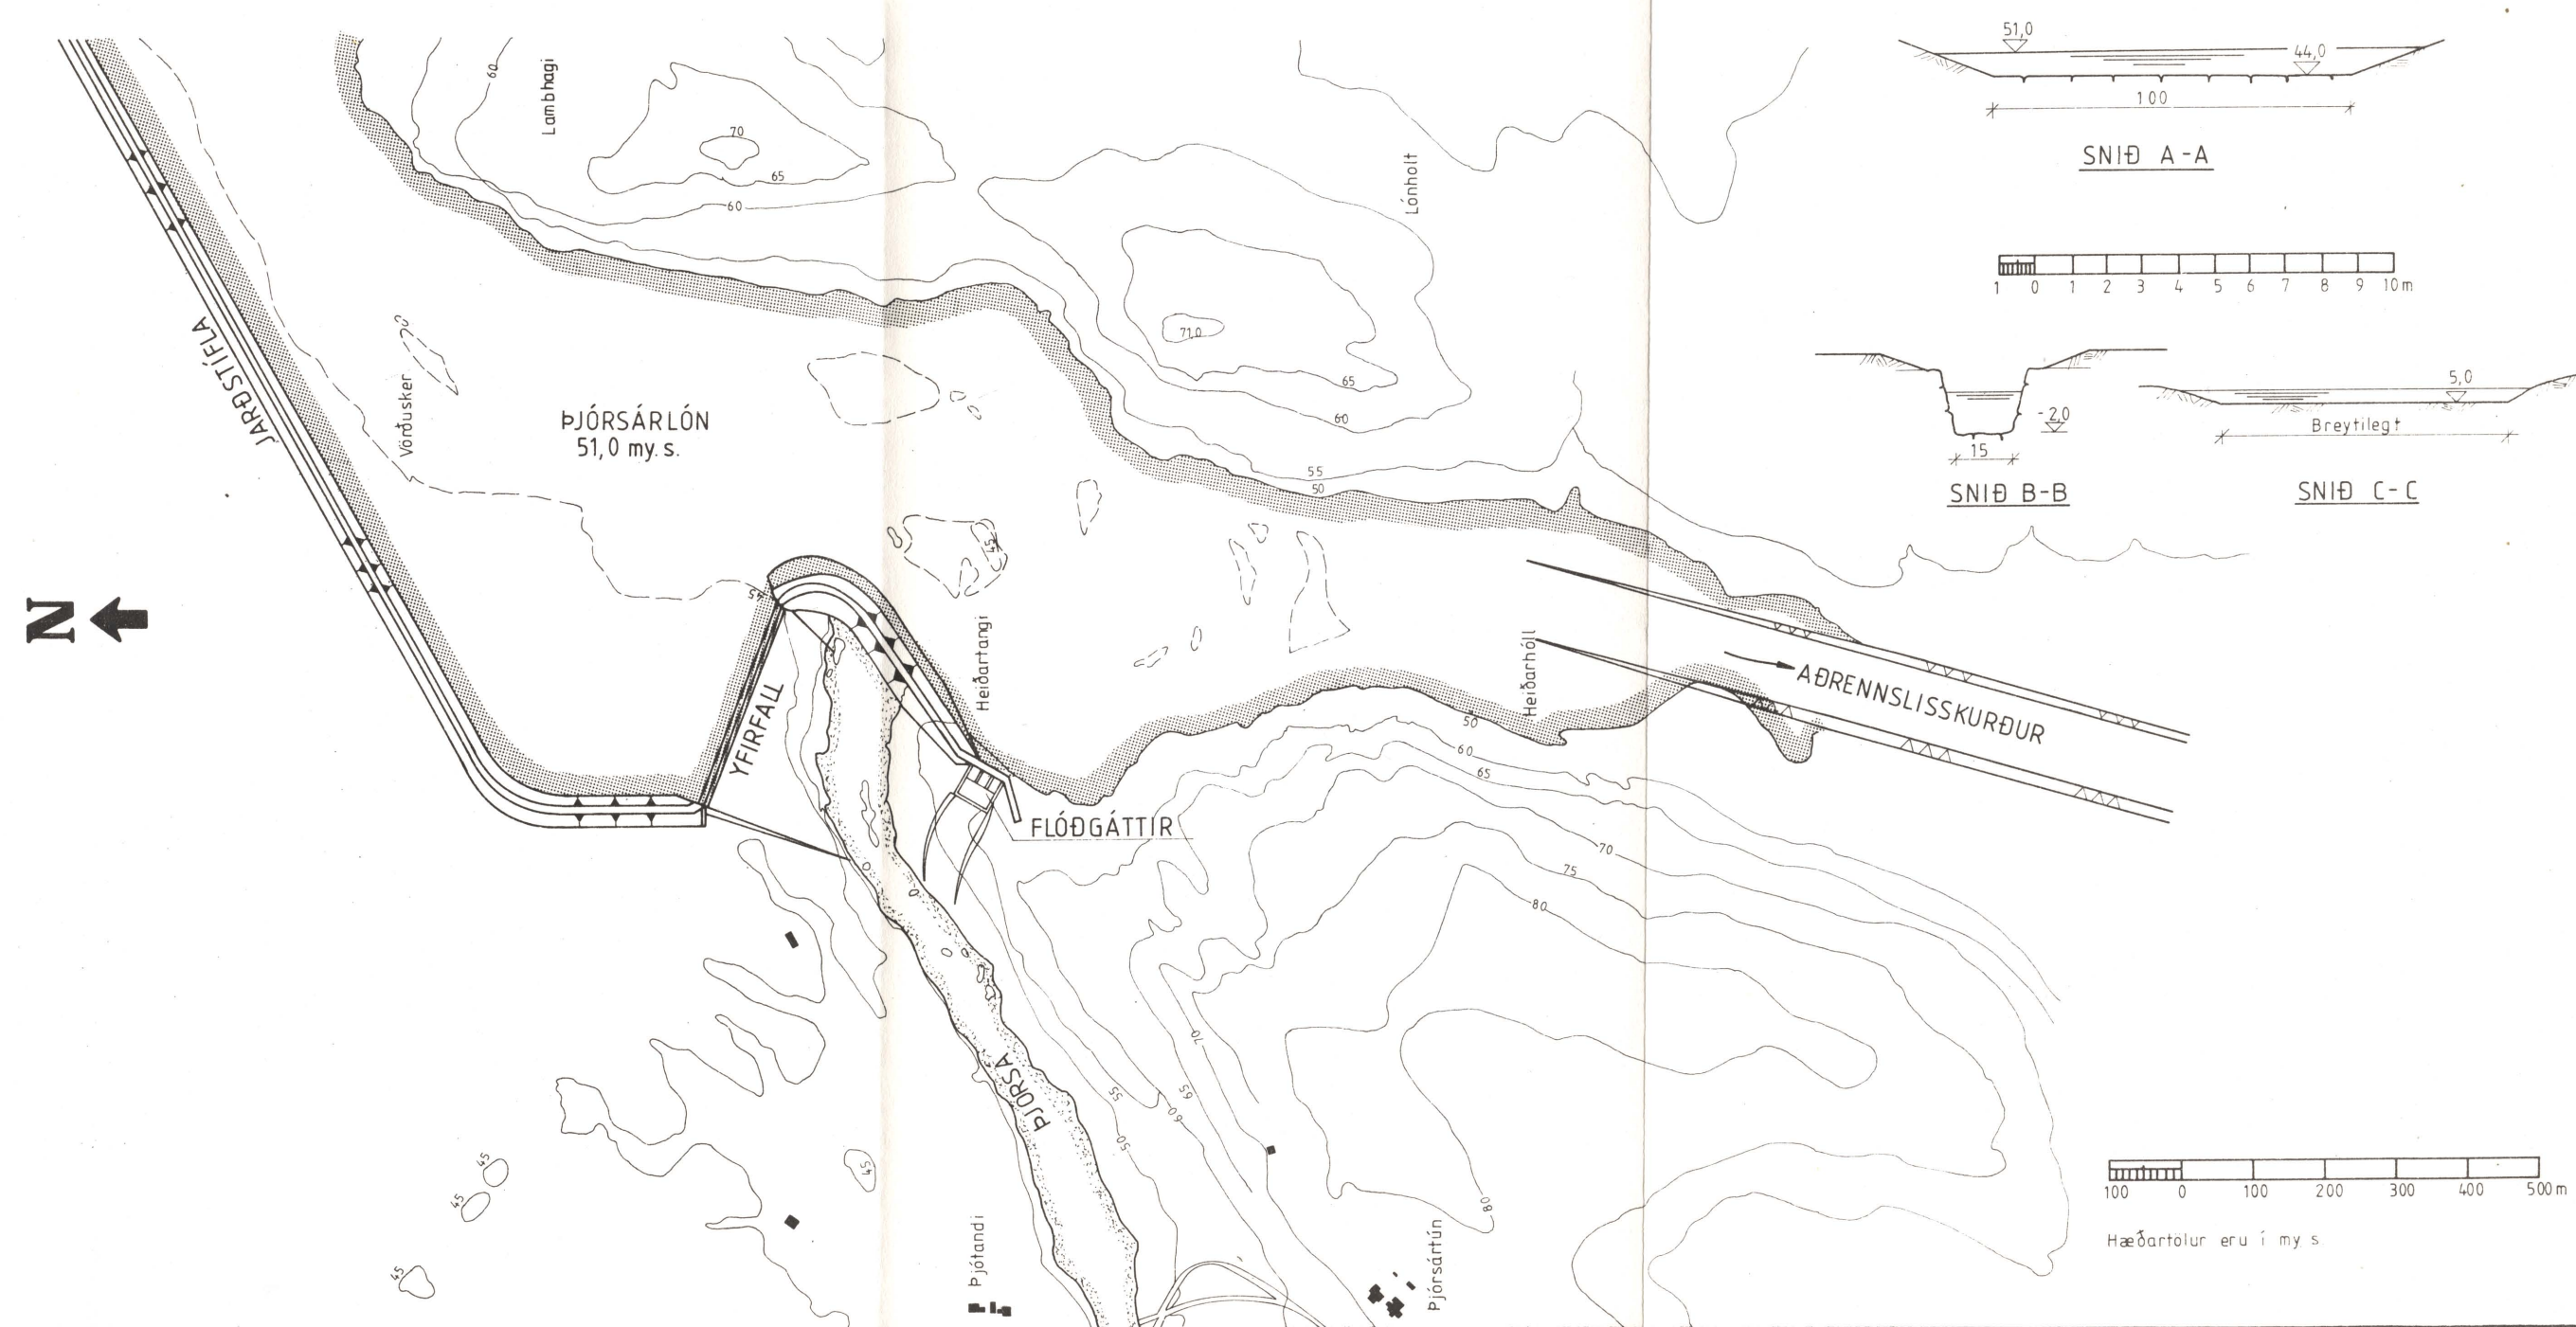 60
Lambhagi
70
65
60
Lónholt
71,0
65
60
55
50
JARÐSTÍFLA
Vörðusker
ÞJÓRSÁRLÓN
51,0 my. s.
45
45
N
YFIRFALL
Heiðartangi
Heiðarhóll
AÐRENNSLISSKURÐUR
FLÓÐGÁTTIR
50
60
65
70
75
80
70
65
60
55
50
ÞJÓRSÁ
45
45
45
45
80
Þjótandi
Þjórsártún
51,0
44,0
100
SNIÐ A-A
1 0 1 2 3 4 5 6 7 8 9 10 m
-2,0
15
SNIÐ B-B
5,0
Breytilegt
SNIÐ C-C
100 0 100 200 300 400 500 m
Hæðartölur eru í my s